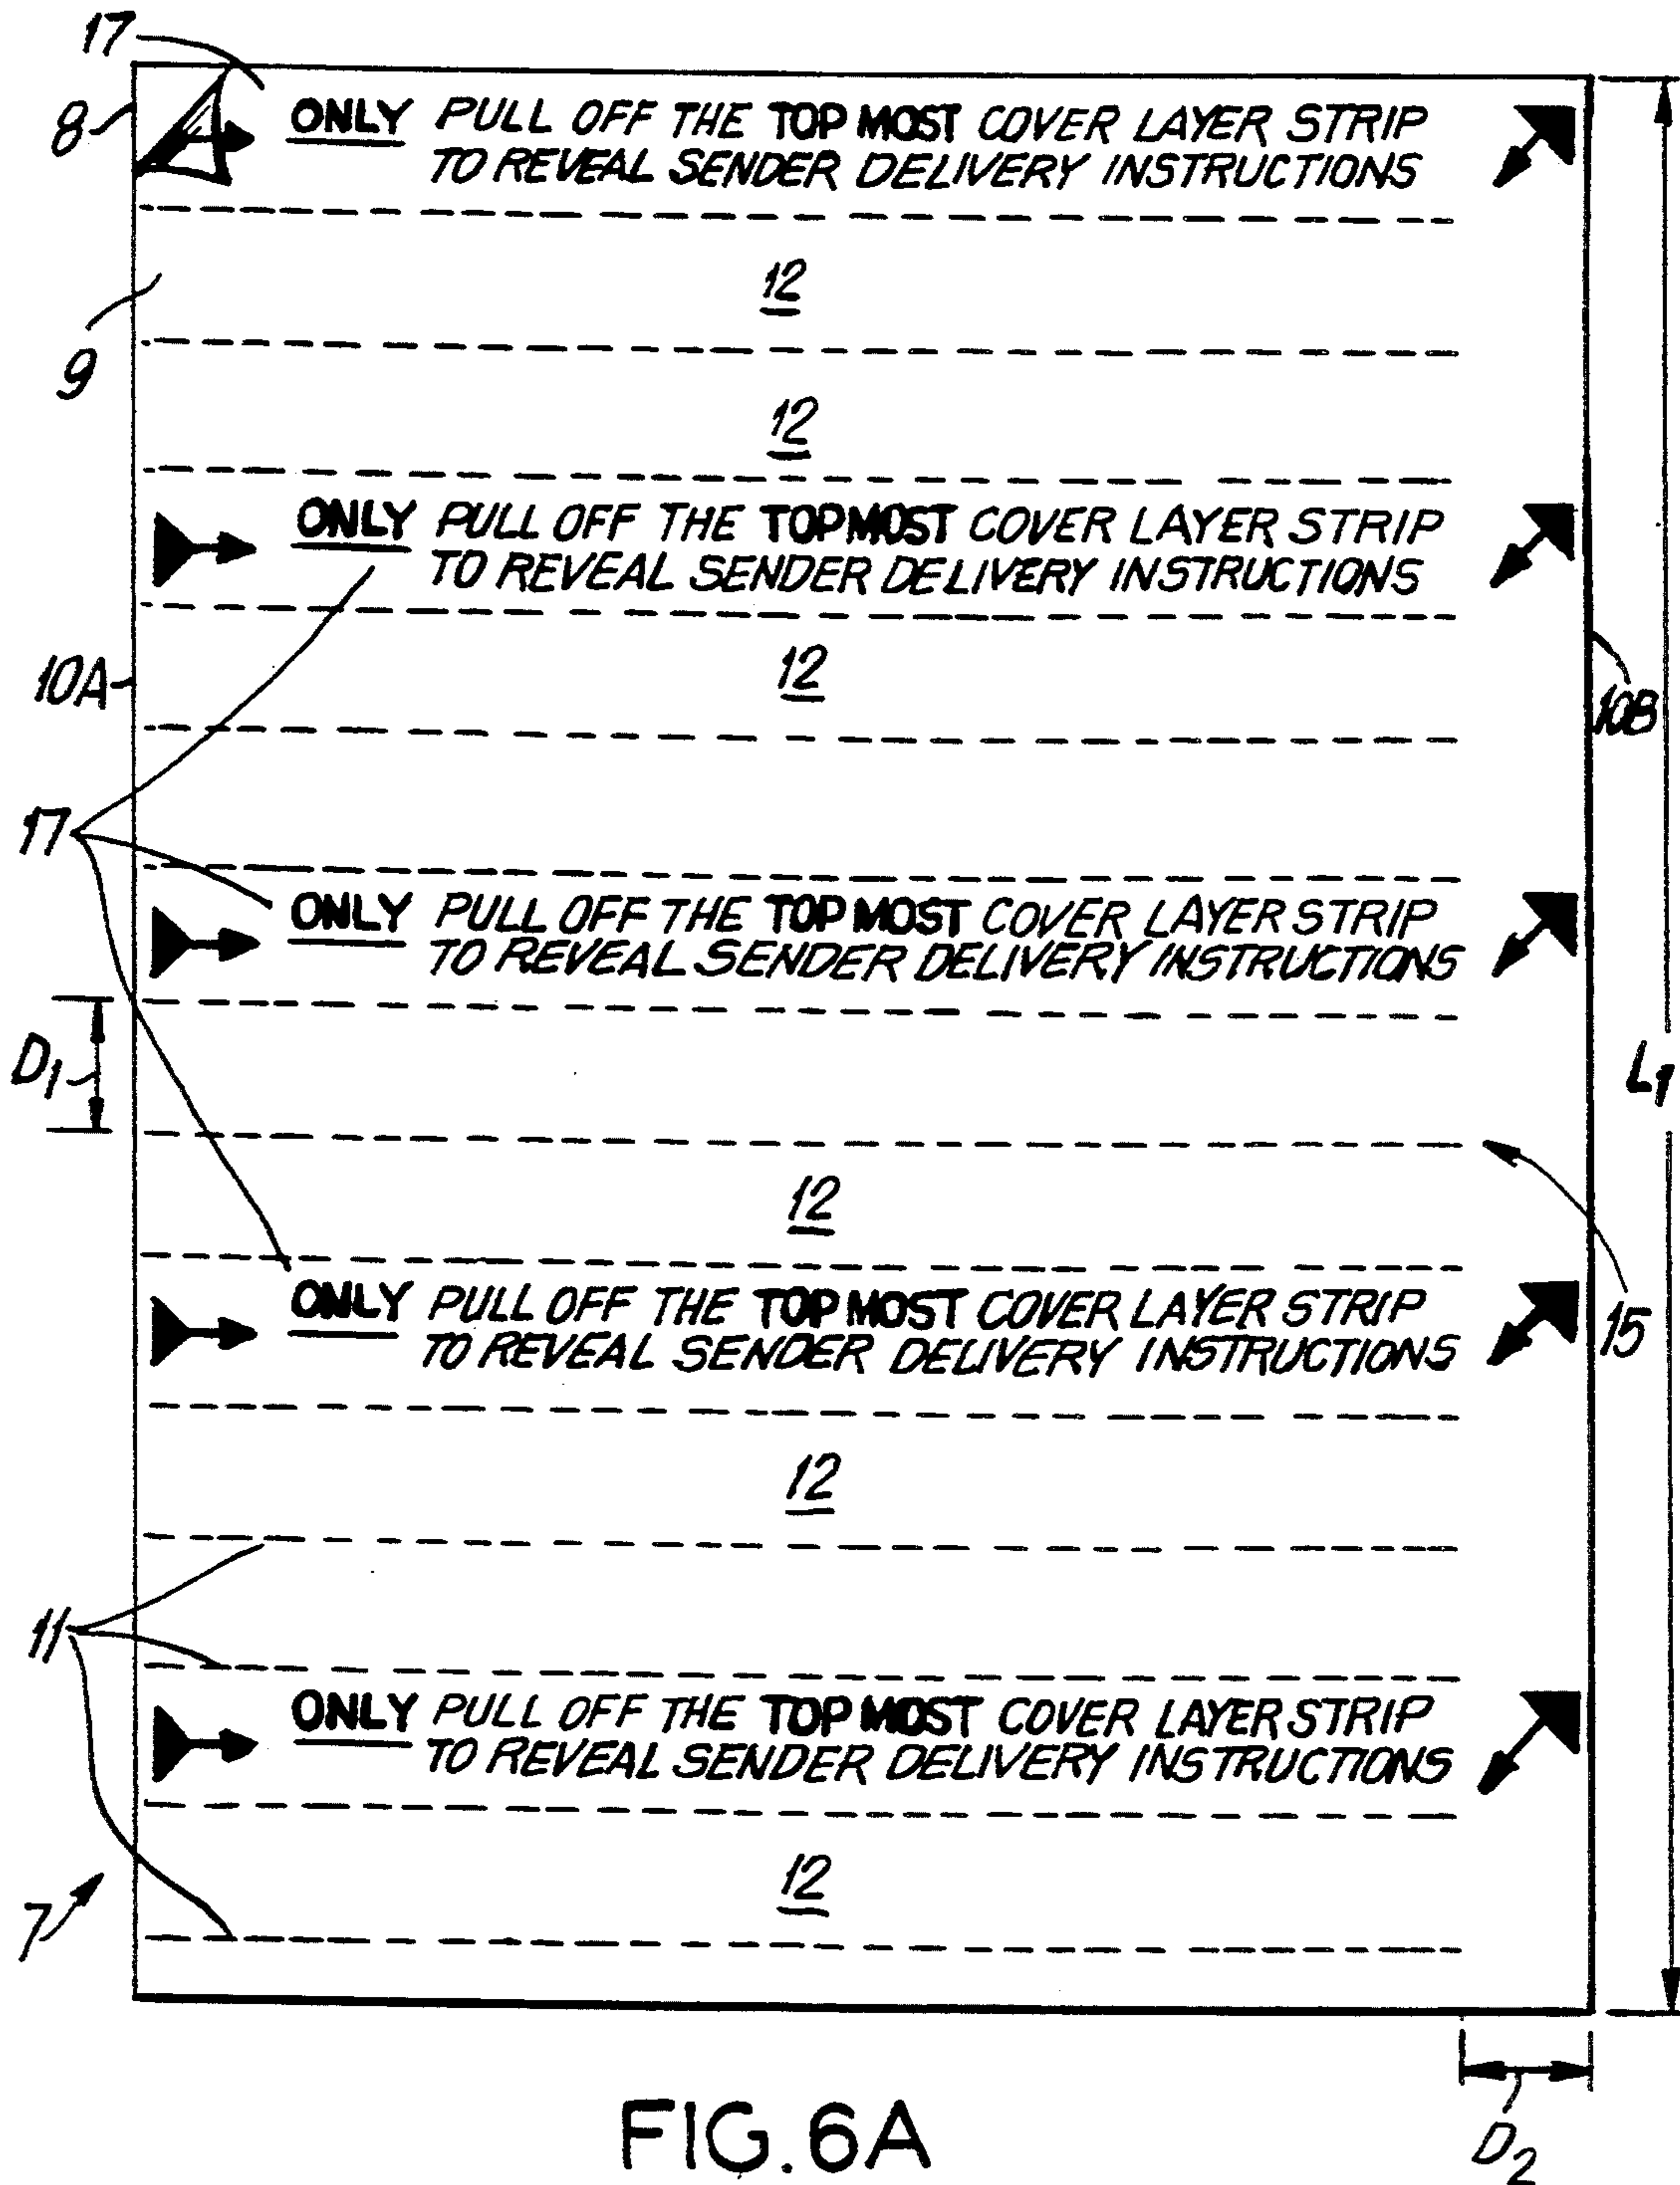 17
8
ONLY PULL OFF THE TOP MOST COVER LAYER STRIP
TO REVEAL SENDER DELIVERY INSTRUCTIONS
12
9
12
ONLY PULL OFF THE TOPMOST COVER LAYER STRIP
TO REVEAL SENDER DELIVERY INSTRUCTIONS
10A
12
10B
17
ONLY PULL OFF THE TOP MOST COVER LAYER STRIP
TO REVEAL SENDER DELIVERY INSTRUCTIONS
D1
L1
12
ONLY PULL OFF THE TOP MOST COVER LAYER STRIP
TO REVEAL SENDER DELIVERY INSTRUCTIONS
15
12
11
ONLY PULL OFF THE TOP MOST COVER LAYER STRIP
TO REVEAL SENDER DELIVERY INSTRUCTIONS
12
7
D2
FIG. 6A